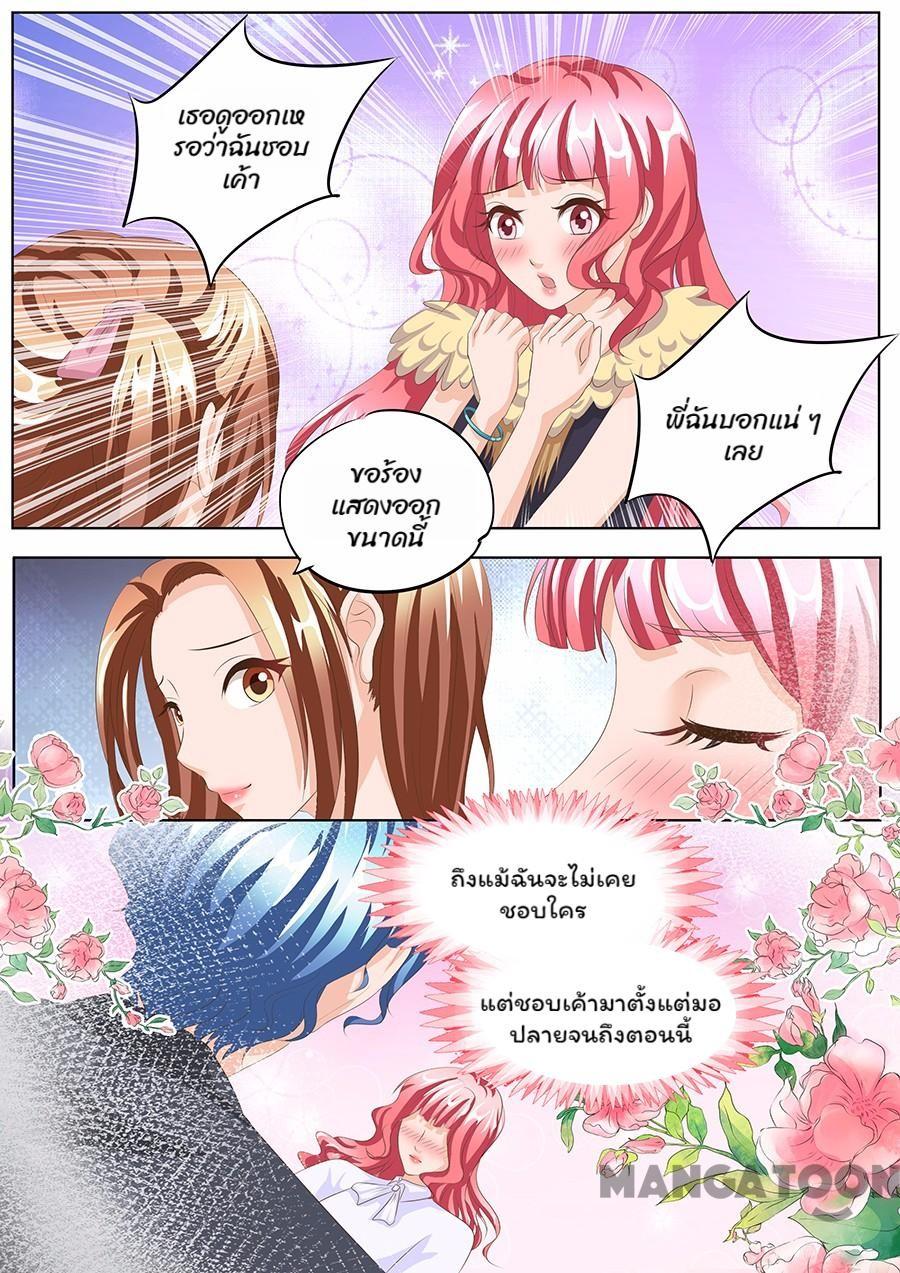 เธอดูออกเห
รอว่าฉันชอบ
เค้า
พี่ฉันบอกแน่ ๆ
เลย
ขอร้อง
แสดงออก
ขนาดนี้
ถึงแม้ฉันจะไม่เคย
ชอบใคร
แต่ชอบเค้ามาตั้งแต่มอ
ปลายจนถึงตอนนี้
MANGATOON